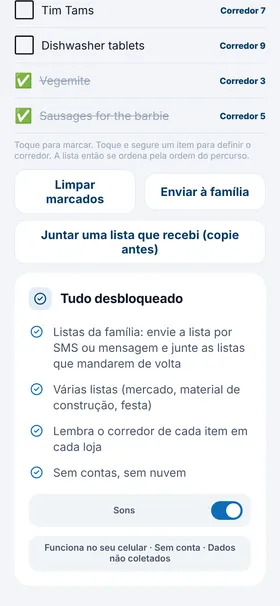 Tim Tams Corredor 7
Dishwasher tablets Corredor 9
Vegemite Corredor 3
Sausages for the barbie Corredor 5
Toque para marcar. Toque e segure um item para definir o
corredor. A lista então se ordena pela ordem do percurso.
Limpar
marcados
Enviar à família
Juntar uma lista que recebi (copie
antes)
Tudo desbloqueado
Listas da família: envie a lista por
SMS ou mensagem e junte as listas
que mandarem de volta
Várias listas (mercado, material de
construção, festa)
Lembra o corredor de cada item em
cada loja
Sem contas, sem nuvem
Sons
Funciona no seu celular · Sem conta · Dados
não coletados